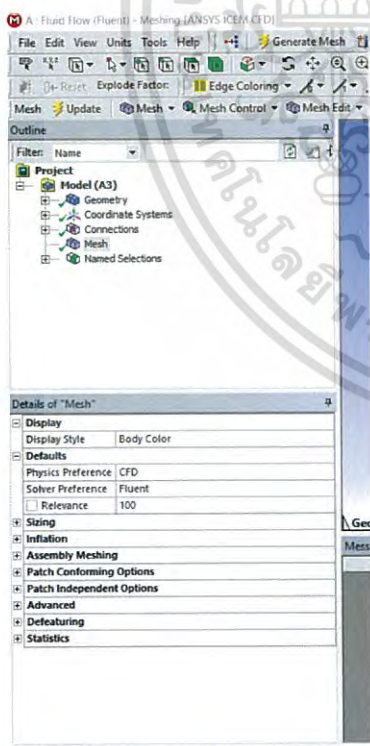 A : Fluid Flow (Fluent) - Meshing [ANSYS ICEM CFD]
File Edit View Units Tools Help Generate Mesh
Reset Explode Factor: Edge Coloring
Mesh Update Mesh Mesh Control Mesh Edit
Outline
Filter: Name
Project
Model (A3)
Geometry
Coordinate Systems
Connections
Mesh
Named Selections
Details of "Mesh"
Display
Display Style Body Color
Defaults
Physics Preference CFD
Solver Preference Fluent
Relevance 100
Sizing
Inflation
Assembly Meshing
Patch Conforming Options
Patch Independent Options
Advanced
Defeaturing
Statistics
Geo
Mess